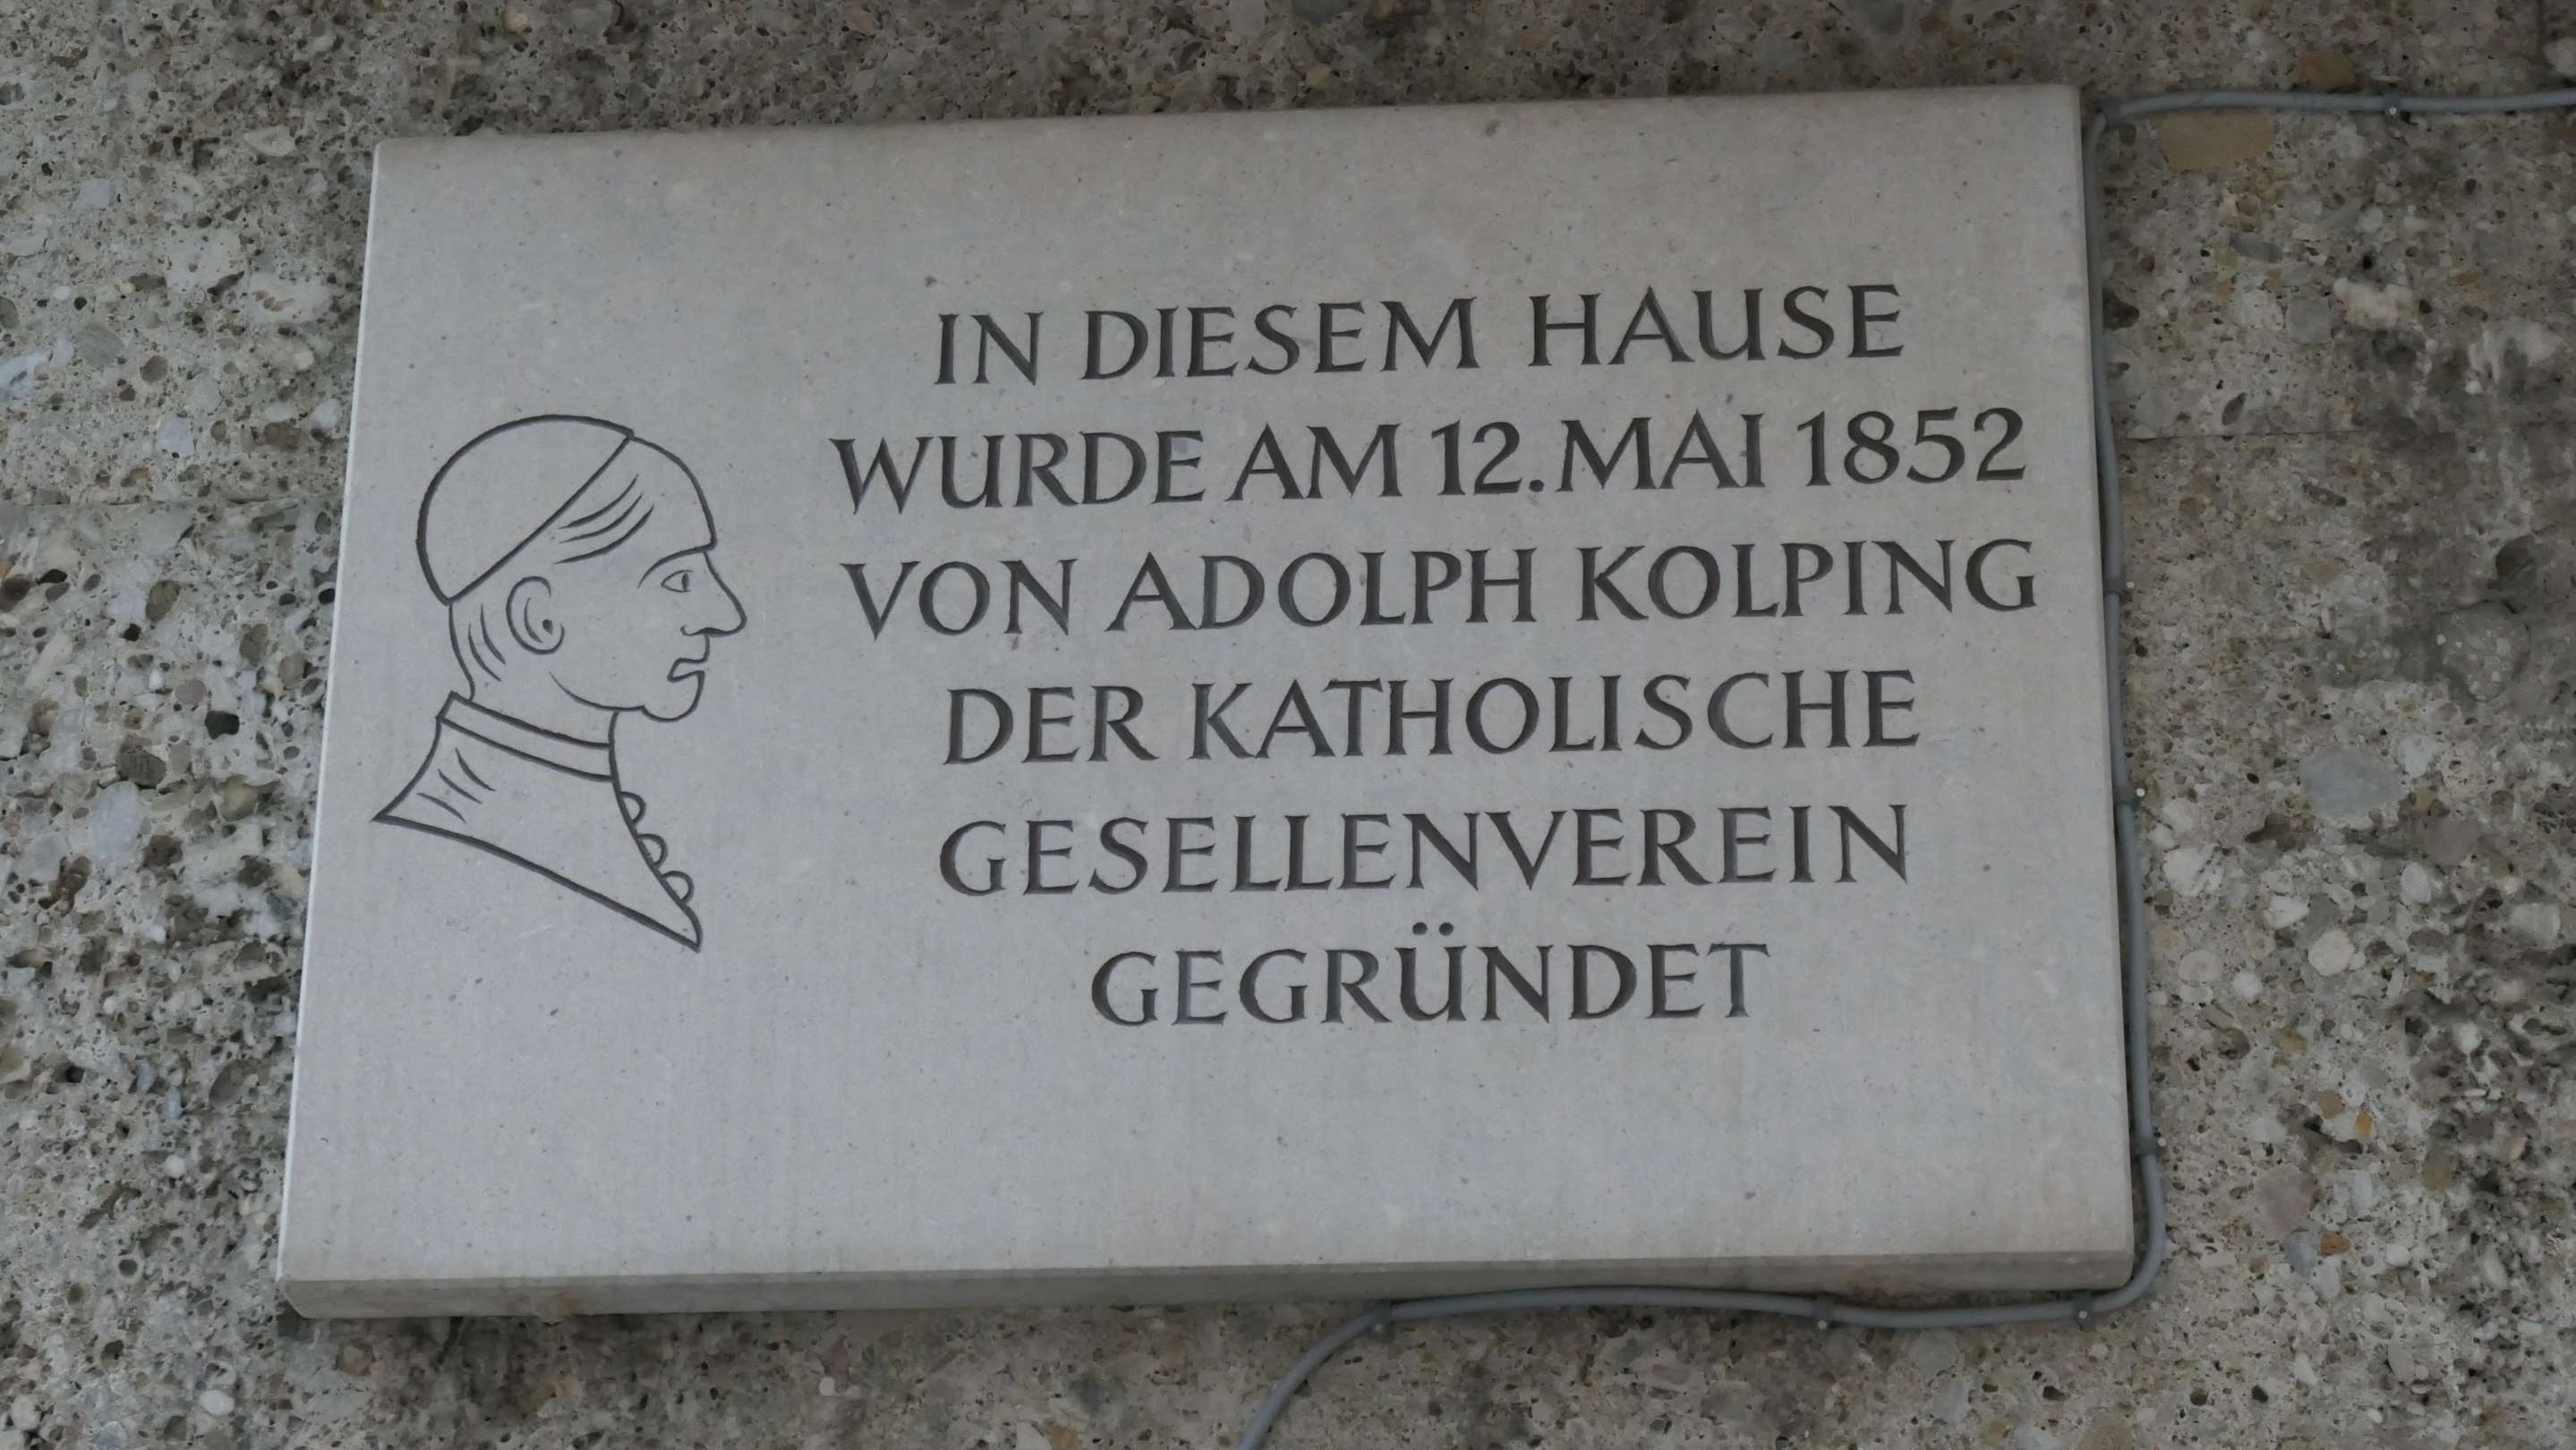 IN DIESEM HAUSE
WURDE AM 12. MAI 1852
VON ADOLPH KOLPING
DER KATHOLISCHE
GESELLENVEREIN
GEGRÜNDET